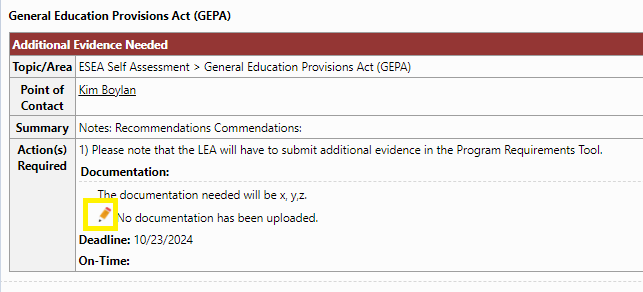 General Education Provisions Act (GEPA)
Additional Evidence Needed
Topic/Area ESEA Self Assessment > General Education Provisions Act (GEPA)
Point of Contact Kim Boylan
Summary Notes: Recommendations Commendations:
Action(s) Required 1) Please note that the LEA will have to submit additional evidence in the Program Requirements Tool.
Documentation:
The documentation needed will be x, y,z.
No documentation has been uploaded.
Deadline: 10/23/2024
On-Time: